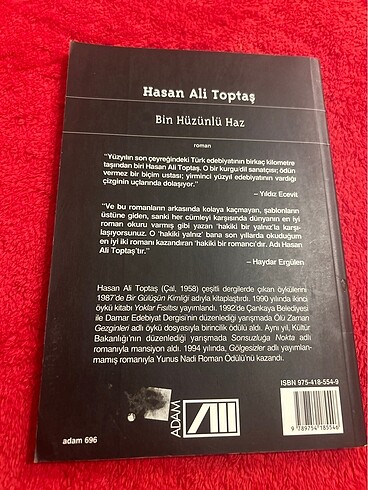 Hasan Ali Toptaş
Bin Hüzünlü Haz
roman
"Yüzyılın son çeyreğindeki Türk edebiyatının birkaç kilometre
taşından biri Hasan Ali Toptaş. O bir kurgu/dil sanatçısı; ödün
vermez bir biçim ustası; yirminci yüzyıl edebiyatının vardığı
çizginin uçlarında dolaşıyor."
– Yıldız Ecevit
"Ve bu romanların arkasında kolaya kaçmayan, şablonların
üstüne giden, sanki her cümleyi karşısında dünyanın en iyi
roman okuru varmış gibi yazan 'hakiki bir yalnız'la karşı-
laşıyorsunuz. O 'hakiki yalnız' bana son yıllarda okuduğum
en iyi iki romanı kazandıran 'hakiki bir romancı'dır. Adı Hasan
Ali Toptaş'tır."
– Haydar Ergülen
Hasan Ali Toptaş (Çal, 1958) çeşitli dergilerde çıkan öykülerini
1987'de Bir Gülüşün Kimliği adıyla kitaplaştırdı. 1990 yılında ikinci
öykü kitabı Yoklar Fısıltısı yayımlandı. 1992'de Çankaya Belediyesi
ile Damar Edebiyat Dergisi'nin düzenlediği yarışmada Ölü Zaman
Gezginleri adlı öykü dosyasıyla birincilik ödülü aldı. Aynı yıl, Kültür
Bakanlığı'nın düzenlediği yarışmada Sonsuzluğa Nokta adlı
romanıyla mansiyon aldı. 1994 yılında, Gölgesizler adlı yayımlan-
mamış romanıyla Yunus Nadi Roman Ödülü'nü kazandı.
ISBN 975-418-554-9
9 789754 185546
ADAM
adam 696